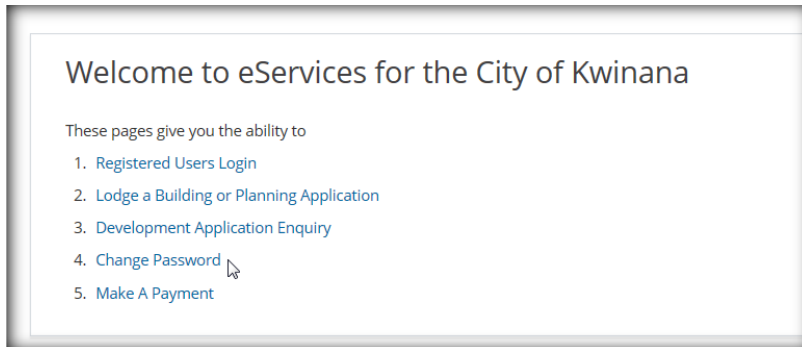 Welcome to eServices for the City of Kwinana
These pages give you the ability to
1. Registered Users Login
2. Lodge a Building or Planning Application
3. Development Application Enquiry
4. Change Password
5. Make A Payment